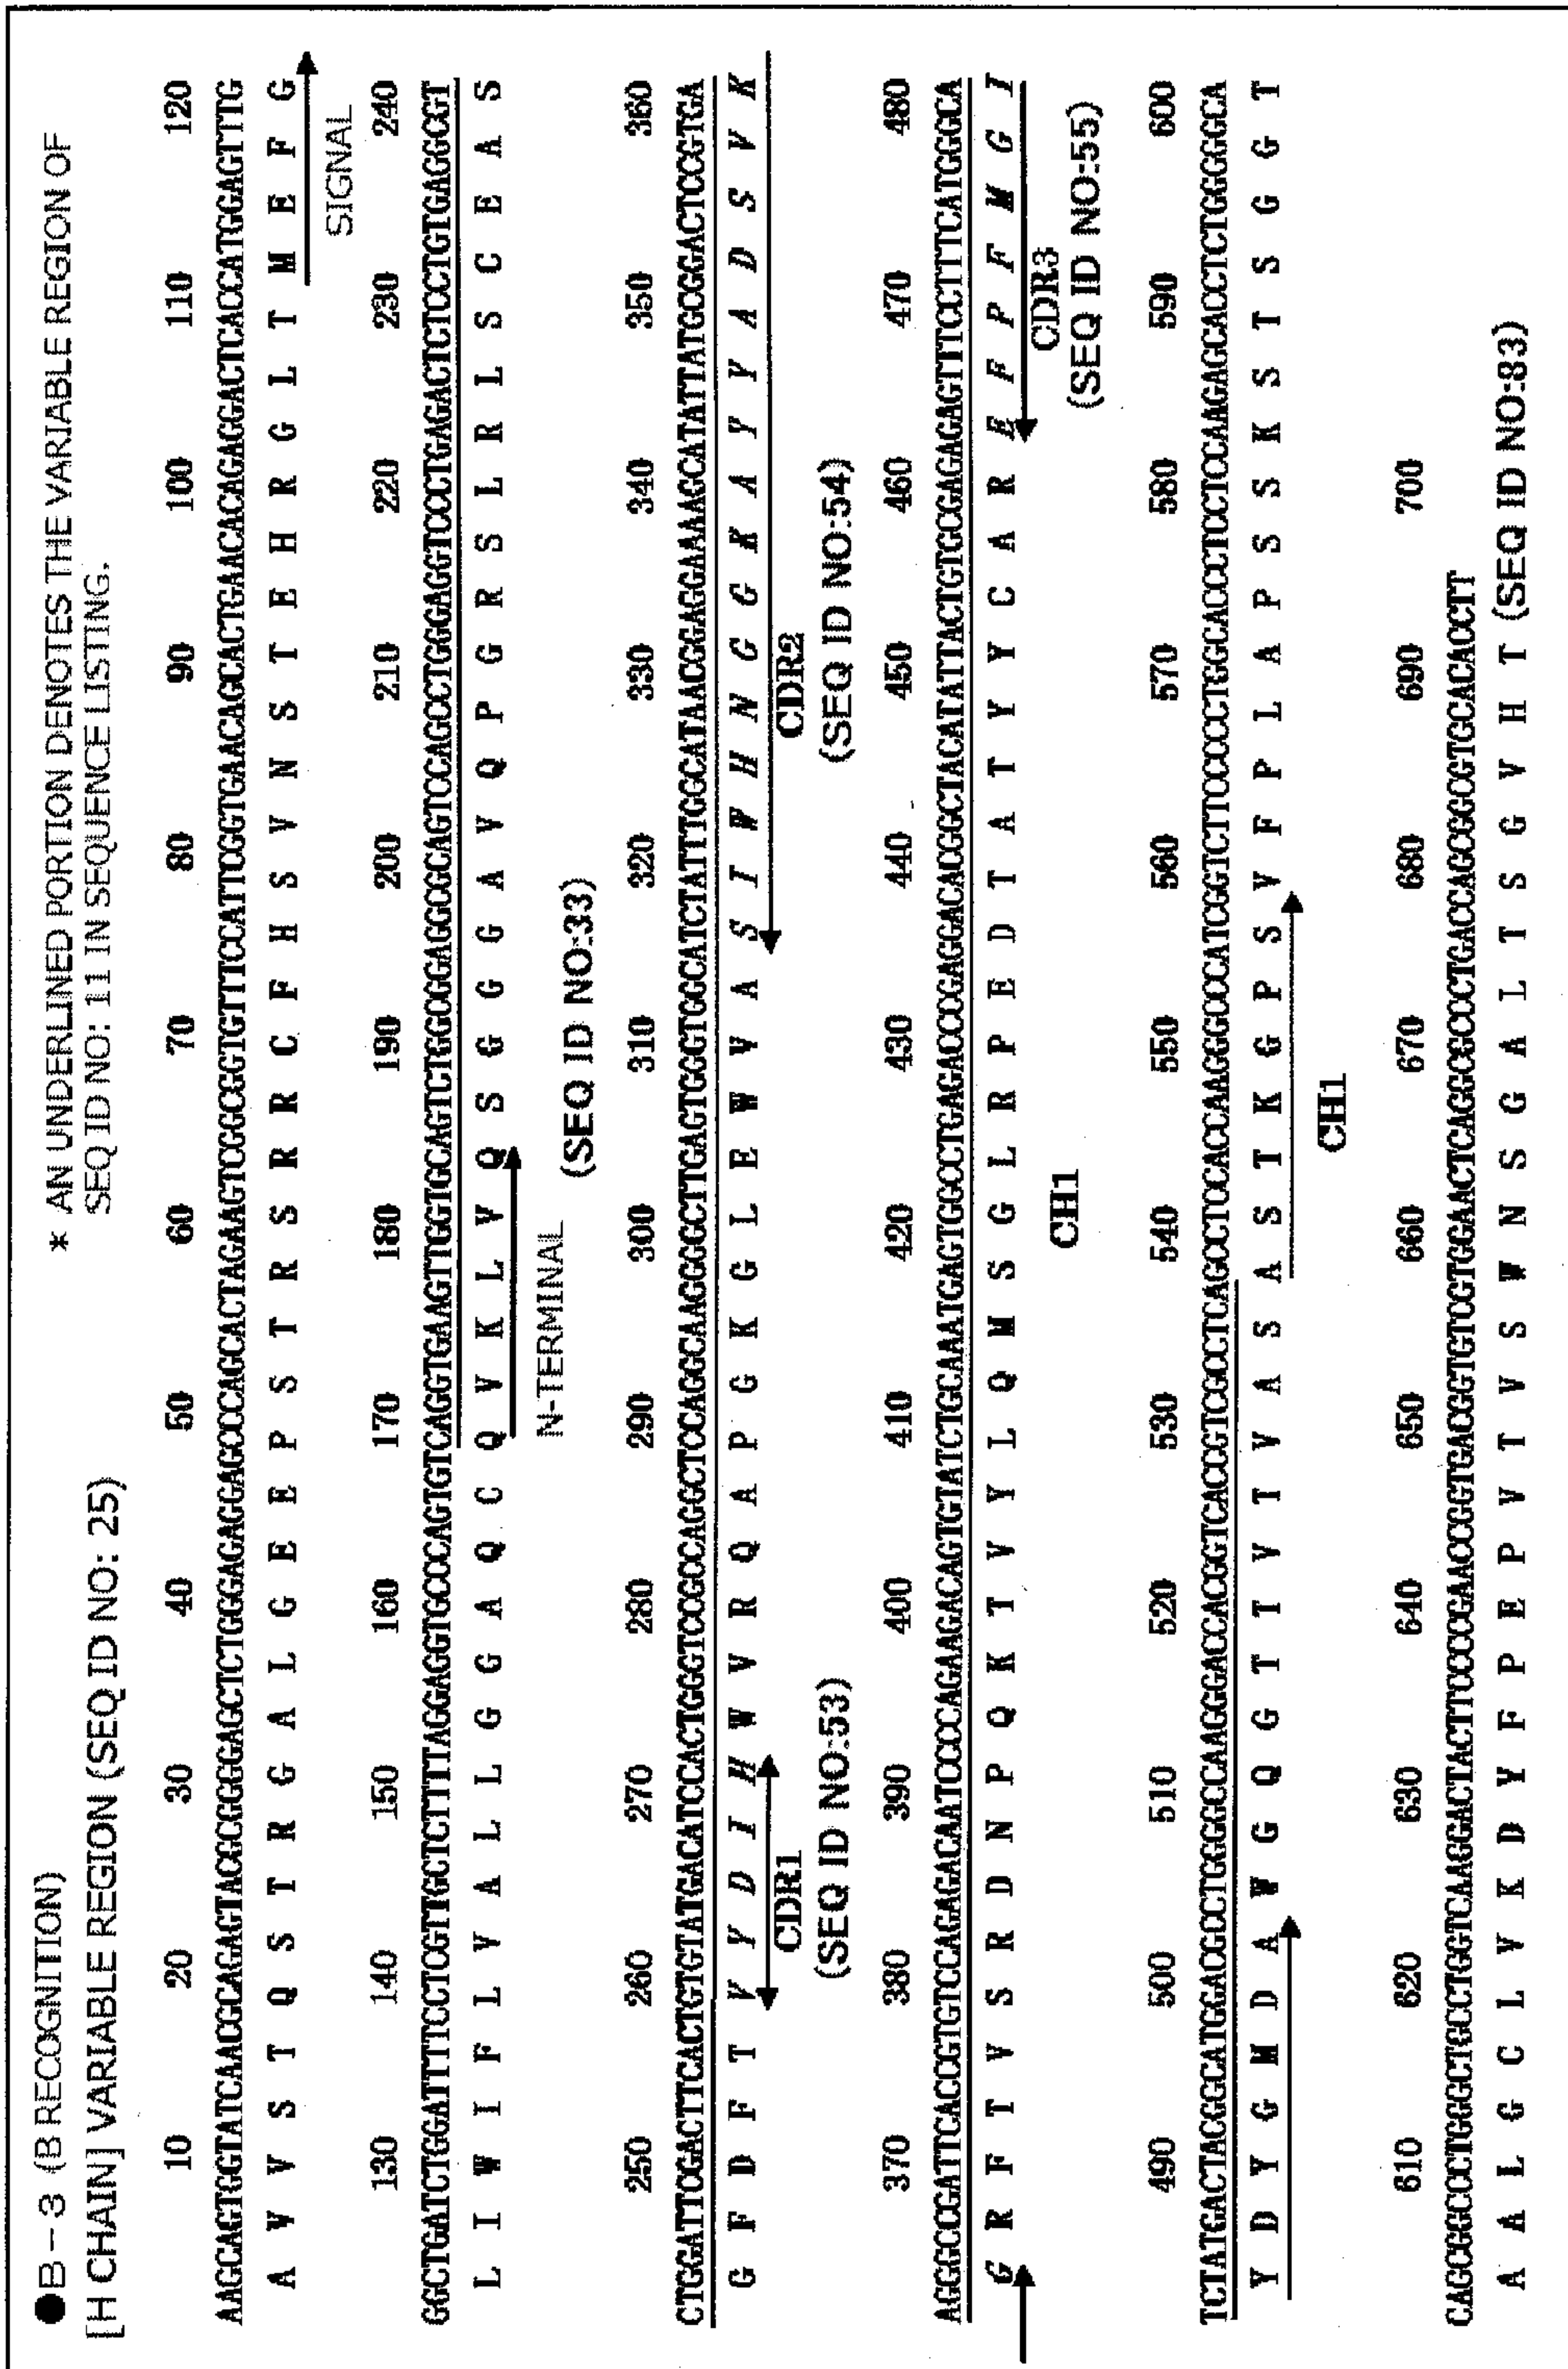 ●B-3 (B RECOGNITION)
* AN UNDERLINED PORTION DENOTES THE VARIABLE REGION OF
[H CHAIN] VARIABLE REGION (SEQ ID NO: 25)
SEQ ID NO: 11 IN SEQUENCE LISTING.
10 20 30 40 50 60 70 80 90 100 110 120
AAGCAGTGGTATCAACGCAGAGTACGCGGGGAGCTCTGGGAGAGGAGCCCAGCACTAGAAGTCGGCGGTGTTTCCATTCGGTGAACAGCACTGAACACAGAGGACTCACCATGGAGTTTG
A V V S T Q S T R G A L G E E P S T R S R R C F H S V N S T E H R G L T M E F G
SIGNAL
130 140 150 160 170 180 190 200 210 220 230 240
GGCTGATCTGGATTTTCCTCGTTGCTCTTTTAGGAGGTGCCCAGTGTCAGGTGAAGTTGGTGCAGTCTGGCGGAGGCGCAGTCCAGCCTGGGAGGTCCCTGAGACTCTCCTGTGAGGCGT
L I W I F L V A L L G G A Q C Q V K L V Q S G G G A V Q P G R S L R L S C E A S
N-TERMINAL
(SEQ ID NO:33)
250 260 270 280 290 300 310 320 330 340 350 360
CTGGATTCGACTTCACTGTGTATGACATCCACTGGGTCCGCCAGGCTCCAGGCAAGGGGCTTGAGTGGGTGGCATCTATTTGGCATAACGGAGGAAAAGCATATTATGCGGACTCCGTGA
G F D F T V Y D I H W V R Q A P G K G L E W V A S I W H N G G K A Y Y A D S V K
CDR1 CDR2
(SEQ ID NO:53) (SEQ ID NO:54)
370 380 390 400 410 420 430 440 450 460 470 480
AGGGCCGATTCACCGTGTCCAGAGACAATCCCCAGAAGACAGTGTATCTGCAAATGAGTGGCCTGAGACCCGAGGACACGGCTACATATTACTGTGCGAGAGAGTTTCCTTTCATGGGCA
G R F T V S R D N P Q K T V Y L Q M S G L R P E D T A T Y Y C A R E F P F M G I
CDR3
CH1
(SEQ ID NO:55)
490 500 510 520 530 540 550 560 570 580 590 600
TCTATGACTACGGCATGGACGCCTGGGGCCAAGGGACCACGGTCACCGTCGCCTCAGCCTCCACCAAGGGCCCATCGGTCTTCCCCCTGGCACCCTCCTCCAAGAGCACCTCTGGGGGCA
Y D Y G M D A W G Q G T T V T V A S A S T K G P S V F P L A P S S K S T S G G T
CH1
610 620 630 640 650 660 670 680 690 700
CAGCGGCCCTGGGCTGCCTGGTCAAGGACTACTTCCCCGAACCGGTGACGGTGTCGTGGAACTCAGGCGCCCTGACCAGCGGCGTGCACACCTT
A A L G C L V K D Y F P E P V T V S W N S G A L T S G V H T (SEQ ID NO:83)